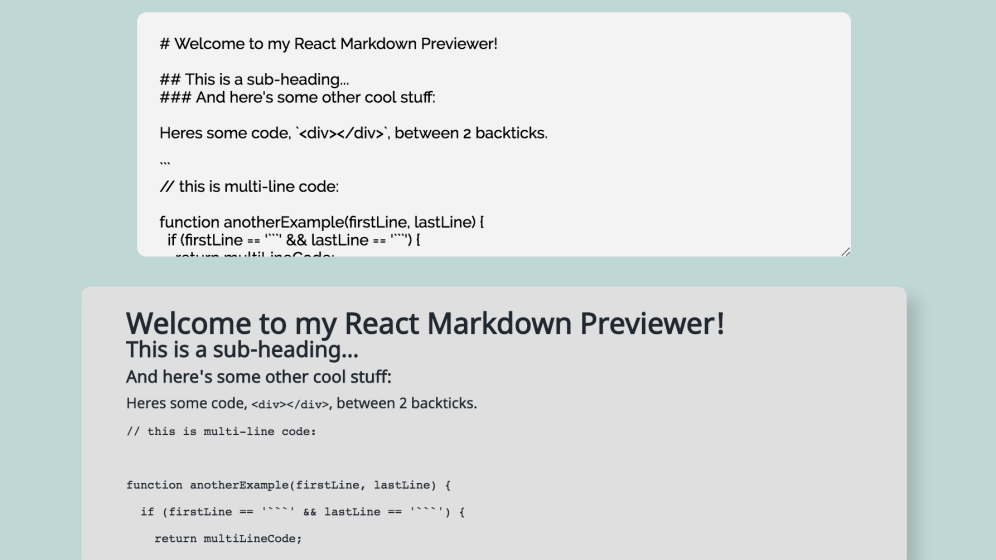 # Welcome to my React Markdown Previewer!
## This is a sub-heading...
### And here's some other cool stuff:
Heres some code, `<div></div>`, between 2 backticks.
```
// this is multi-line code:
function anotherExample(firstLine, lastLine) {
  if (firstLine == '```' && lastLine == '```') {
    return multiLineCode;
Welcome to my React Markdown Previewer!
This is a sub-heading...
And here's some other cool stuff:
Heres some code, <div></div>, between 2 backticks.
// this is multi-line code:
function anotherExample(firstLine, lastLine) {
  if (firstLine == '```' && lastLine == '```') {
    return multiLineCode;